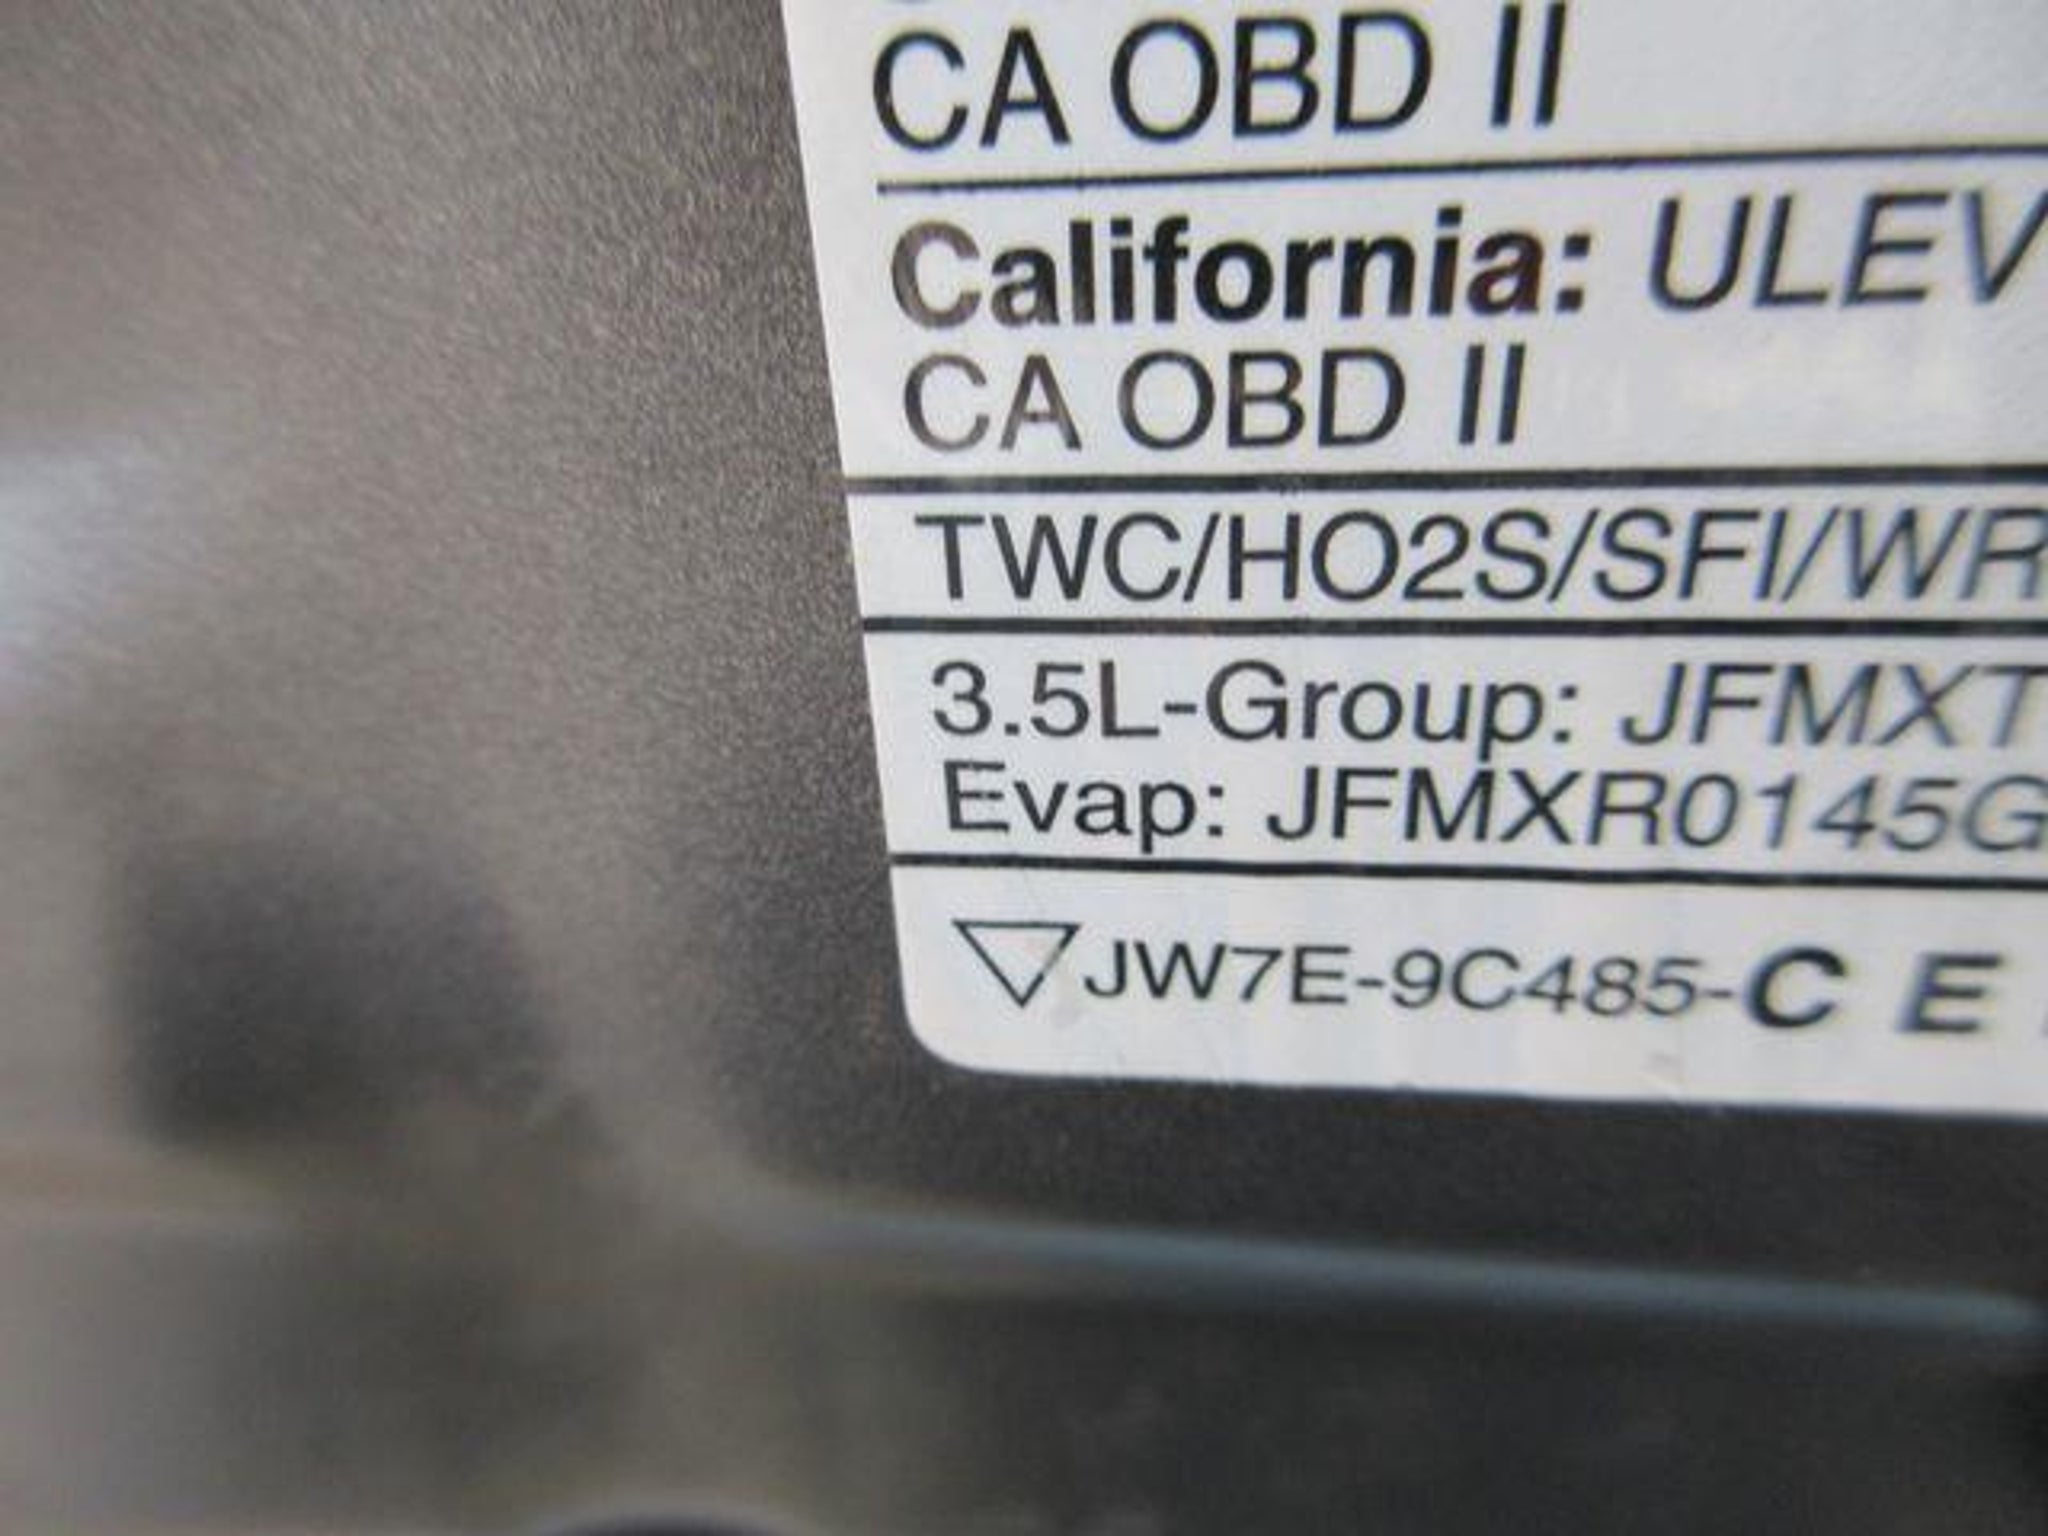 CA OBD II
California: ULEV
CA OBD II
TWC/HO2S/SFI/WR
3.5L-Group: JFMXT
Evap: JFMXR0145G
JW7E-9C485-C E